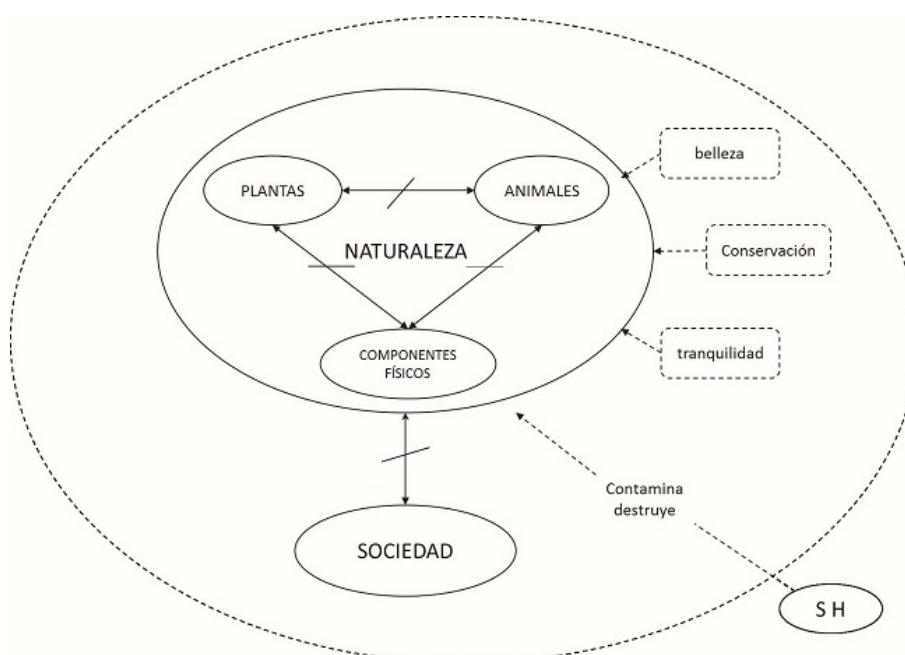 belleza
PLANTAS
ANIMALES
NATURALEZA
Conservación
COMPONENTES
FÍSICOS
tranquilidad
Contamina
destruye
SOCIEDAD
S H